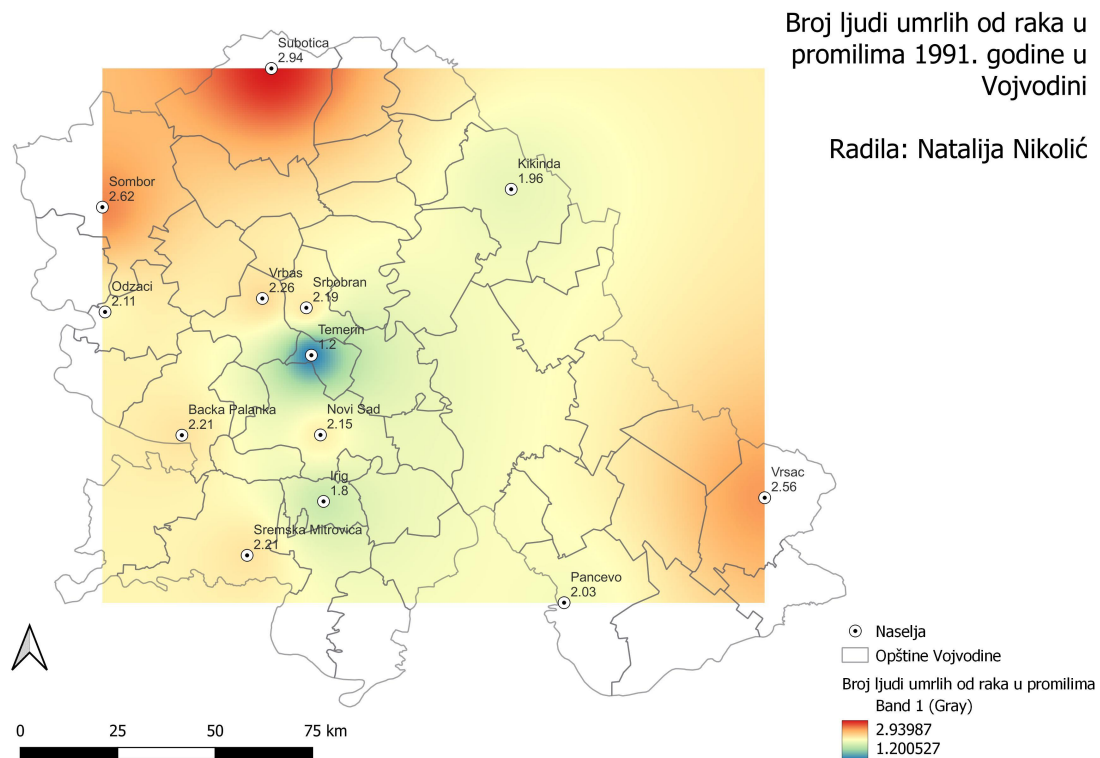 Broj ljudi umrlih od raka u
promilima 1991. godine u
Vojvodini
Radila: Natalija Nikolić
Subotica
2.94
Kikinda
1.96
Sombor
2.62
Vrbas
2.26
Srbobran
2.19
Odzaci
2.11
Temerin
1.2
Backa Palanka
2.21
Novi Sad
2.15
Irig
1.8
Vrsac
2.56
Sremska Mitrovica
2.21
Pancevo
2.03
Naselja
Opštine Vojvodine
Broj ljudi umrlih od raka u promilima
Band 1 (Gray)
2.93987
1.200527
0 25 50 75 km